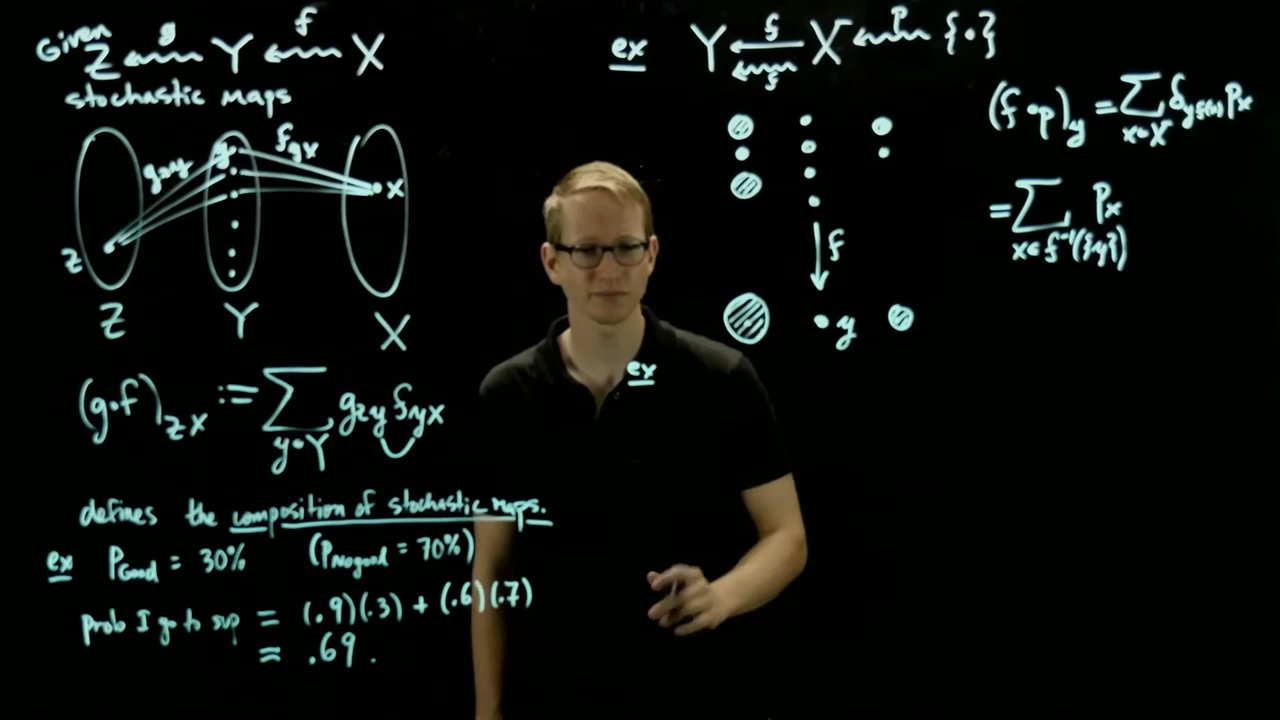 Given
Z ⇜ Y ⇜ X
g f
stochastic maps
g_zy y f_yx
x
z
Z Y X
(g∘f)_zx := Σ_{y∈Y} g_zy f_yx
defines the composition of stochastic maps.
ex P_Good = 30% (P_No good = 70%)
prob I go to sup = (.9)(.3) + (.6)(.7)
= .69.
ex Y ← X ⇜ {•}
f p
f
f
y
ex
(f∘p)_y = Σ_{x∈X} δ_{y f(x)} p_x
= Σ_{x∈f⁻¹({y})} p_x